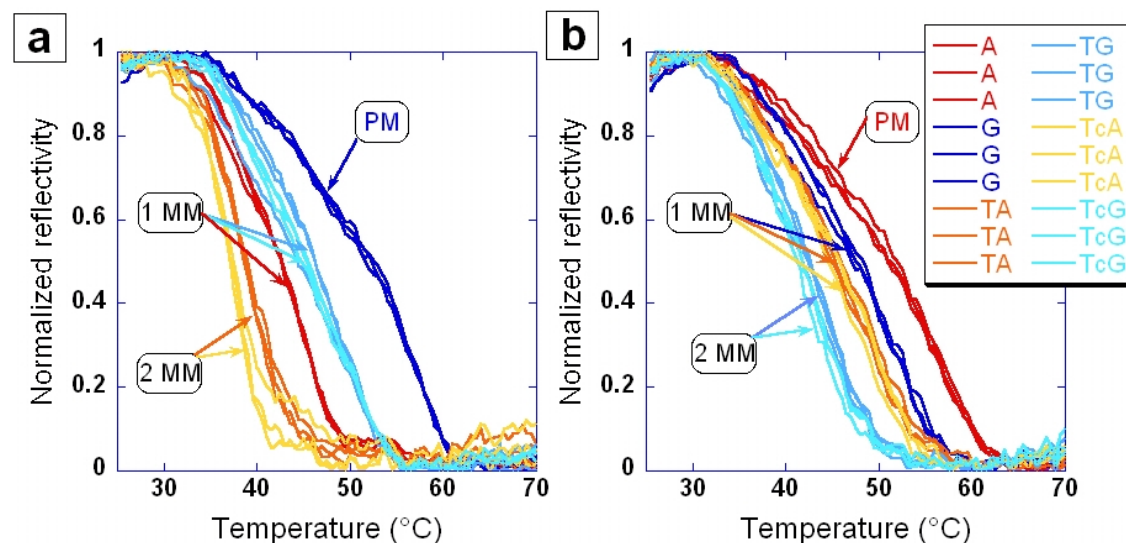 a
b
Normalized reflectivity
1
0.8
0.6
0.4
0.2
0
30 40 50 60 70
Temperature (°C)
PM
1 MM
2 MM
Normalized reflectivity
1
0.8
0.6
0.4
0.2
0
30 40 50 60 70
Temperature (°C)
PM
1 MM
2 MM
A TG
A TG
A TG
G TcA
G TcA
G TcA
TA TcG
TA TcG
TA TcG